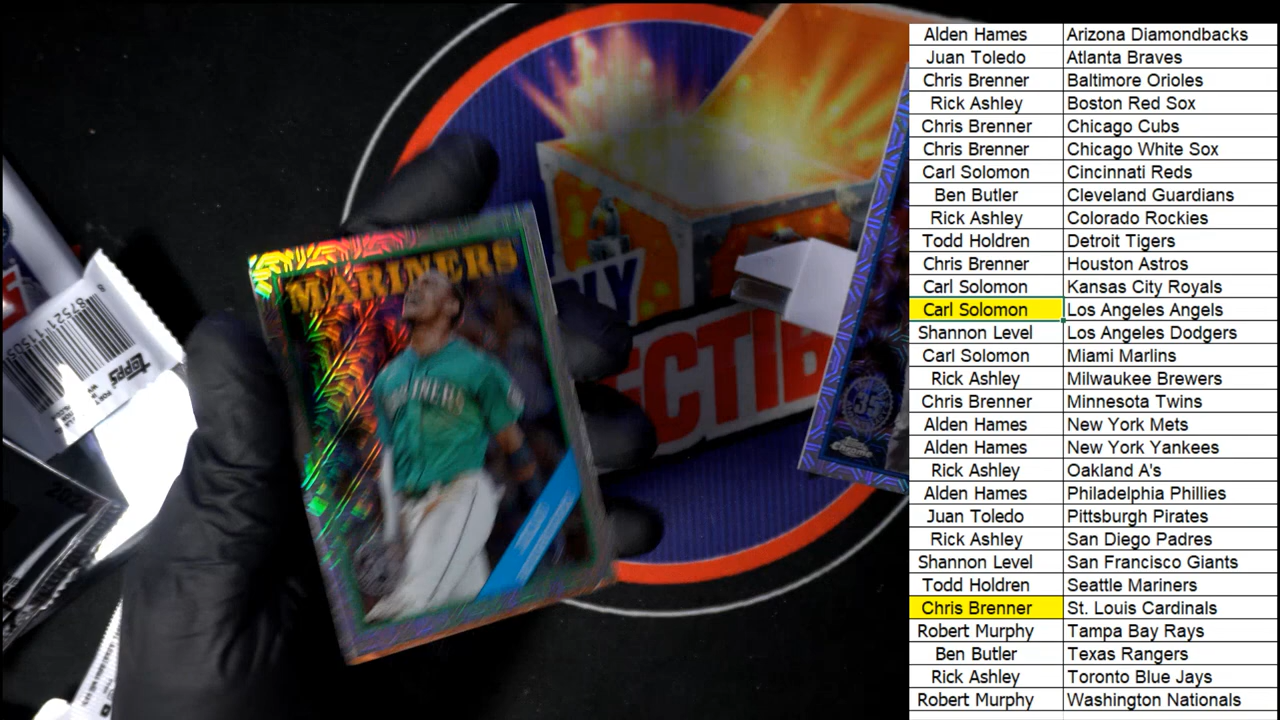 MARINERS
MARINERS
NY
ECTIB
35
Topps
Chrome
topps
Alden Hames Arizona Diamondbacks
Juan Toledo Atlanta Braves
Chris Brenner Baltimore Orioles
Rick Ashley Boston Red Sox
Chris Brenner Chicago Cubs
Chris Brenner Chicago White Sox
Carl Solomon Cincinnati Reds
Ben Butler Cleveland Guardians
Rick Ashley Colorado Rockies
Todd Holdren Detroit Tigers
Chris Brenner Houston Astros
Carl Solomon Kansas City Royals
Carl Solomon Los Angeles Angels
Shannon Level Los Angeles Dodgers
Carl Solomon Miami Marlins
Rick Ashley Milwaukee Brewers
Chris Brenner Minnesota Twins
Alden Hames New York Mets
Alden Hames New York Yankees
Rick Ashley Oakland A's
Alden Hames Philadelphia Phillies
Juan Toledo Pittsburgh Pirates
Rick Ashley San Diego Padres
Shannon Level San Francisco Giants
Todd Holdren Seattle Mariners
Chris Brenner St. Louis Cardinals
Robert Murphy Tampa Bay Rays
Ben Butler Texas Rangers
Rick Ashley Toronto Blue Jays
Robert Murphy Washington Nationals